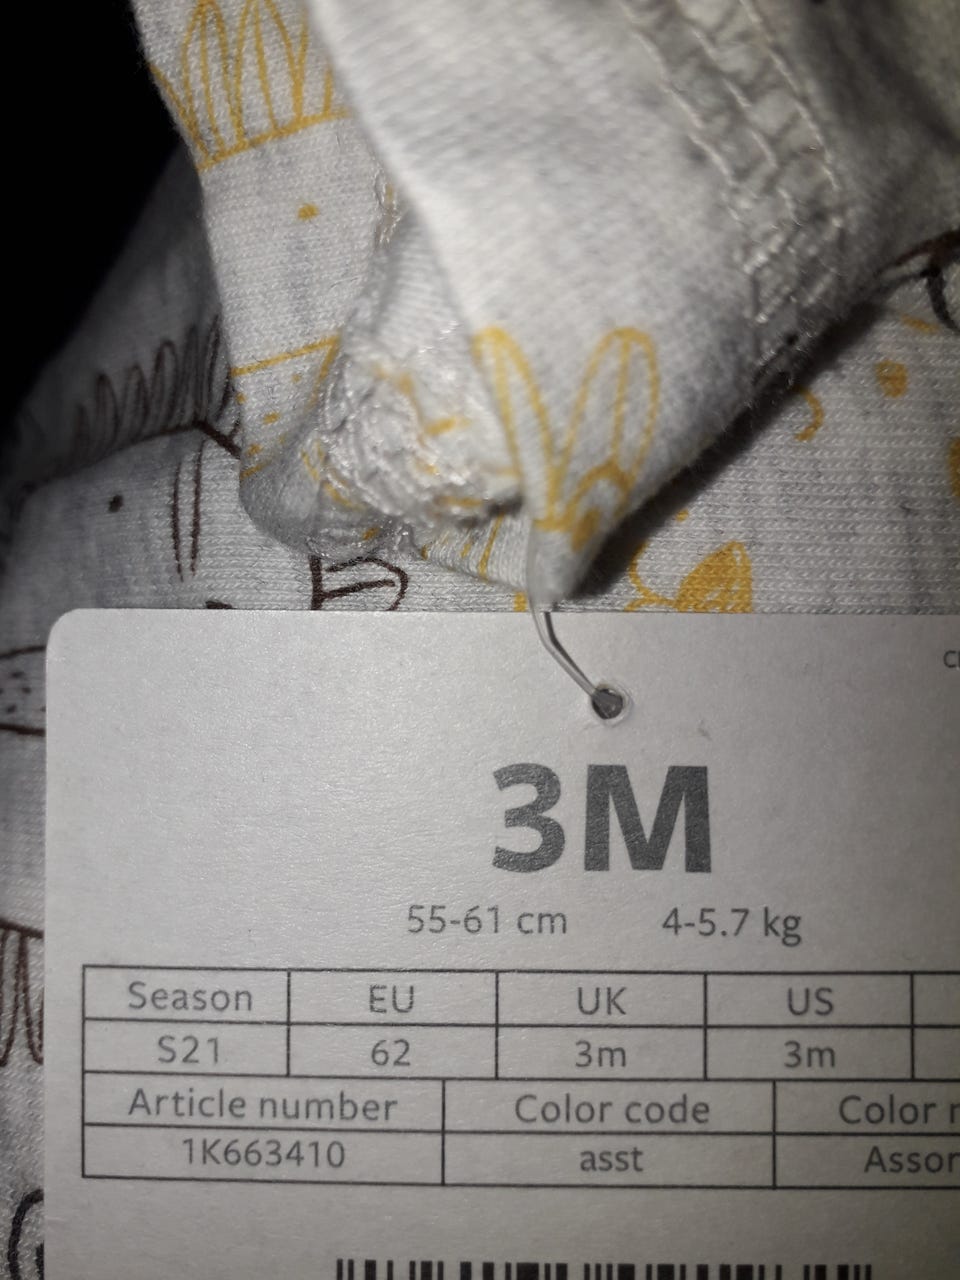 3M
55-61 cm 4-5.7 kg
Season EU UK US
S21 62 3m 3m
Article number Color code Color
1K663410 asst